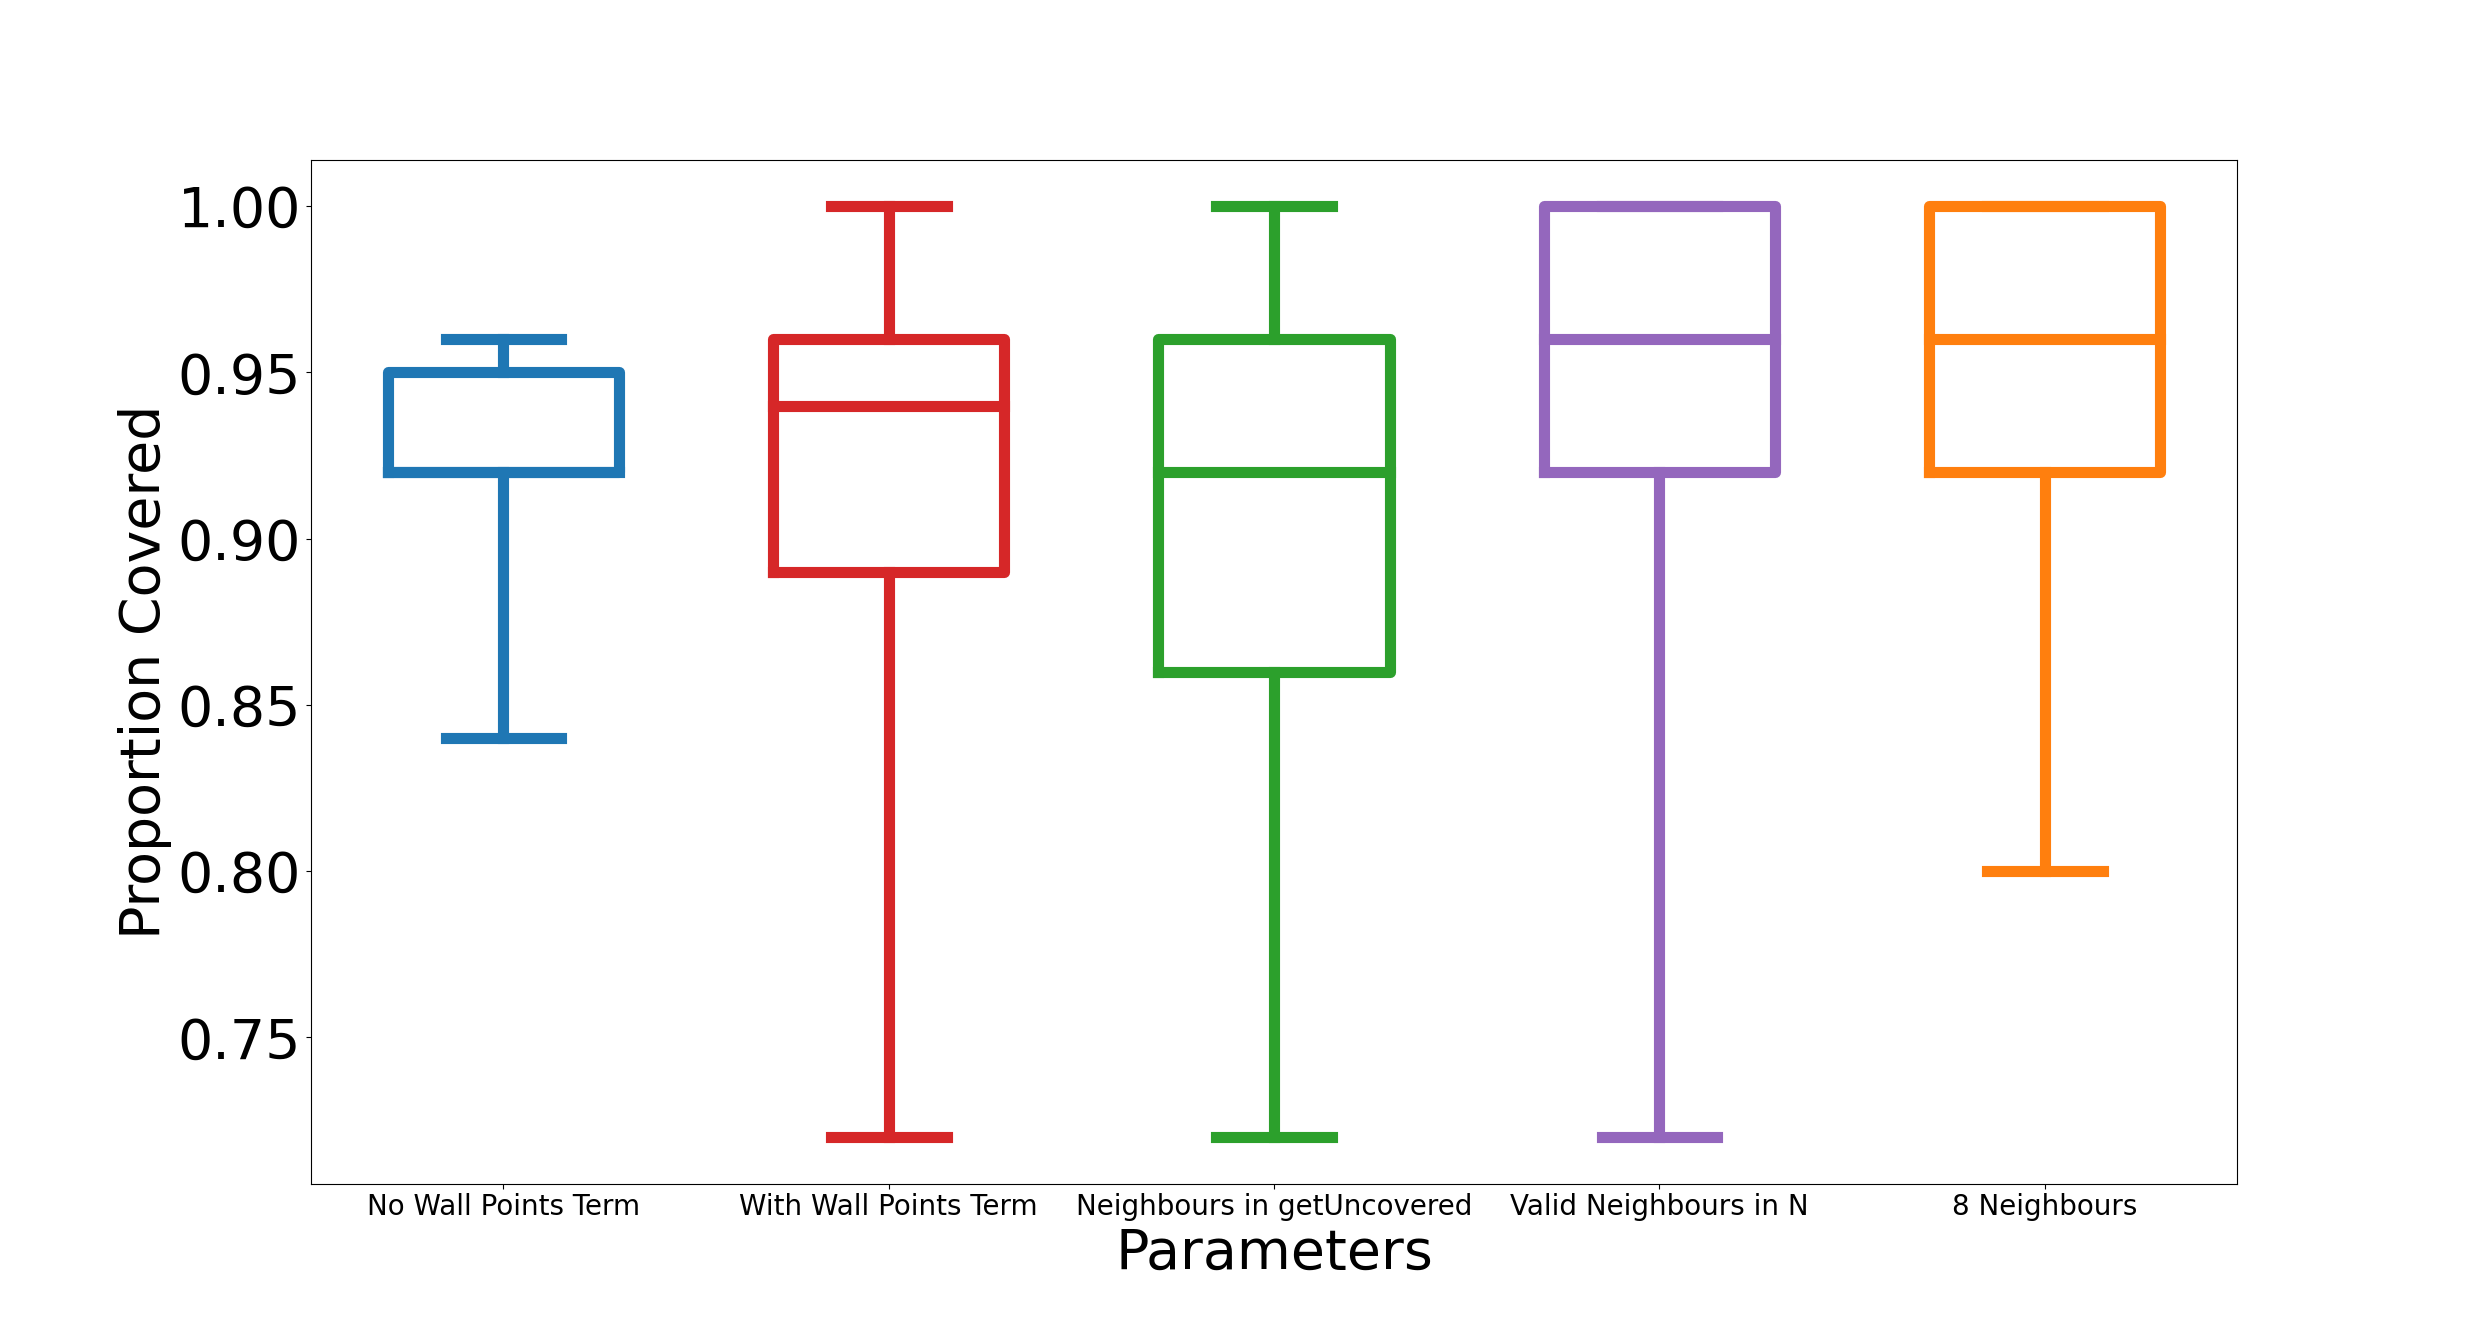 1.00
0.95
0.90
0.85
0.80
0.75
Proportion Covered
No Wall Points Term
With Wall Points Term
Neighbours in getUncovered
Valid Neighbours in N
8 Neighbours
Parameters